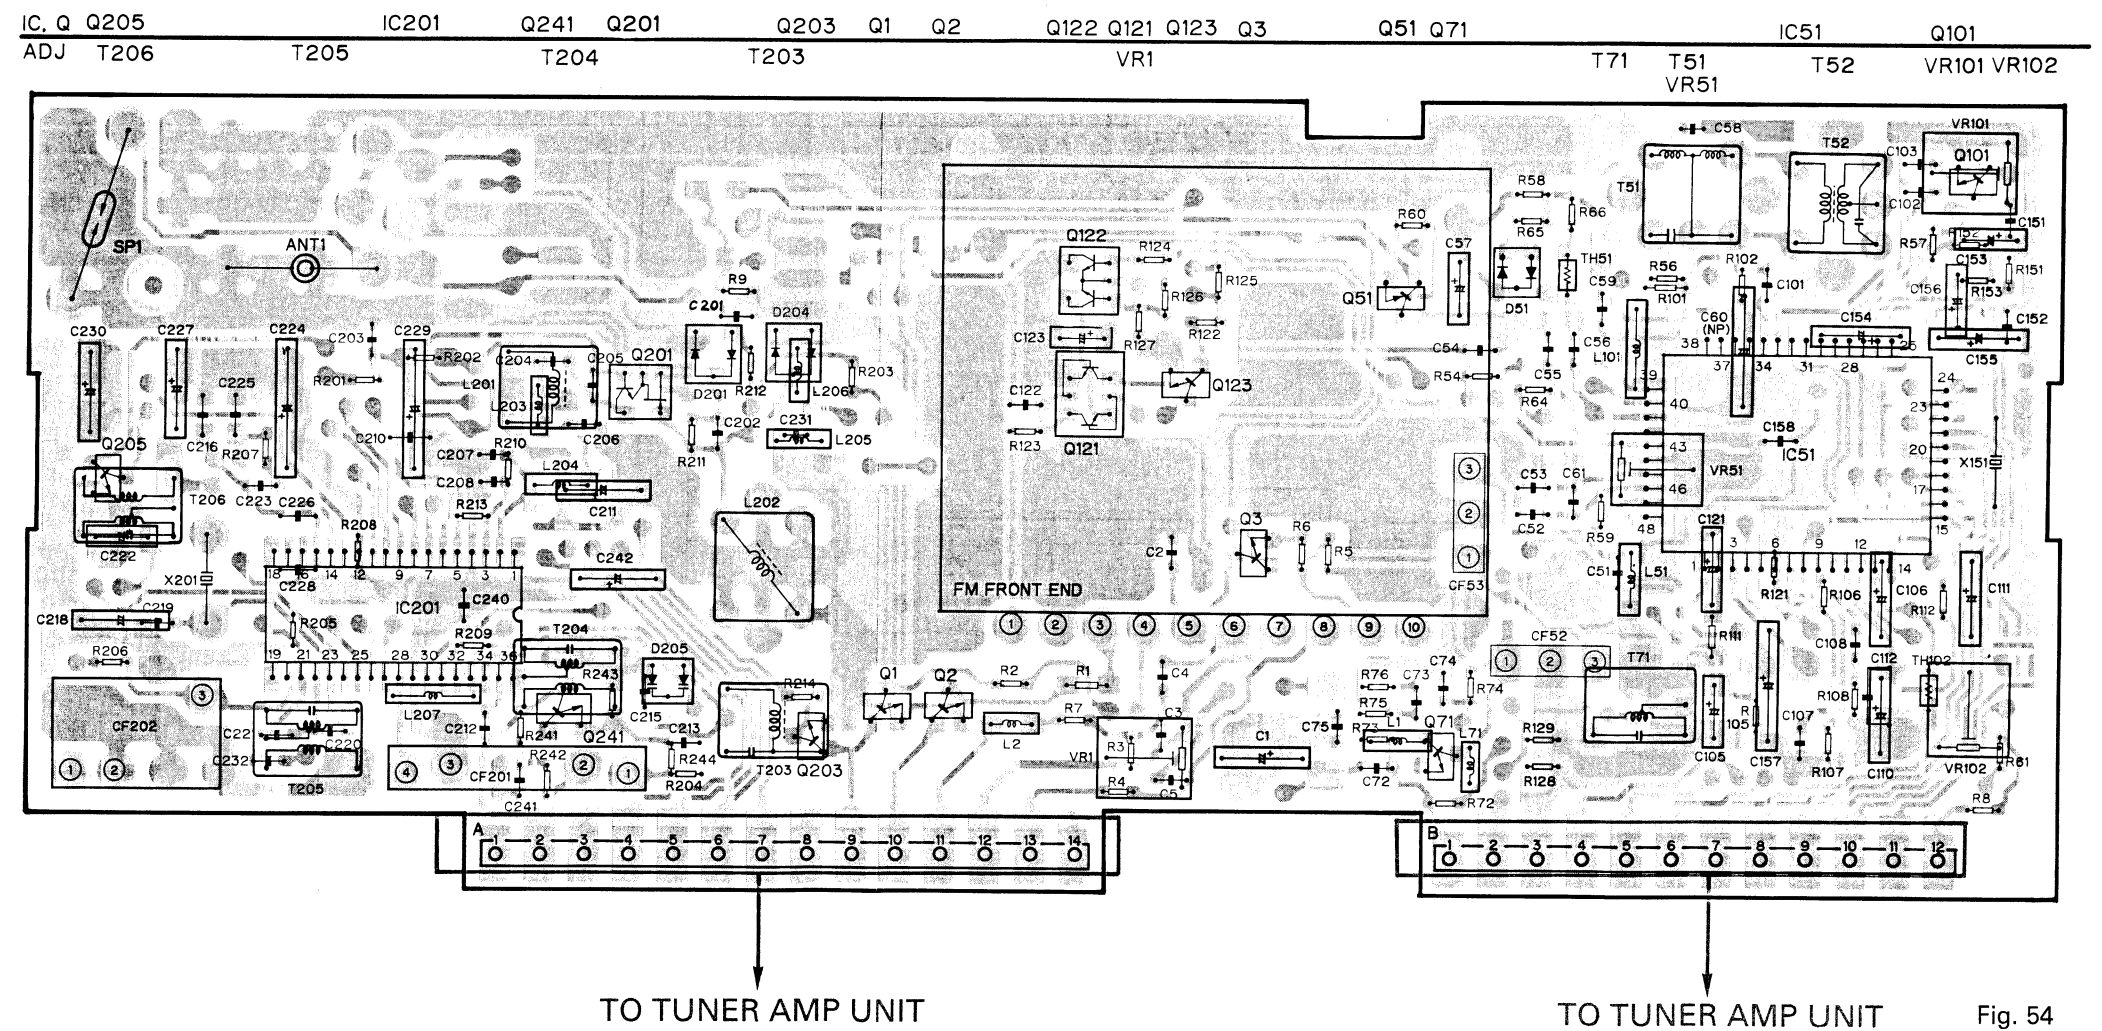 IC, Q Q205 IC201 Q241 Q201 Q203 Q1 Q2 Q122 Q121 Q123 Q3 Q51 Q71 IC51 Q101
ADJ T206 T205 T204 T203 VR1 T71 T51 T52 VR101 VR102
VR51
C58 T52 VR101
C103 Q101
R58 T51
R66 C102
R60 R65 C151
Q122 R124 C57 R57 R152
SP1 ANT1
TH51 R56 R102 C153 R151
R9 R125 C59 R101 C101 C156 R153
C201 R126 Q51 D51
D204 C60 C154 C152
C230 C227 C224 C203 C229 C123 R127 R122 (NP)
R202 C204 C205 Q201 C54 C56 L101 38 37 34 31 28 25 C155
R201 L201 R203 R54 C55 39 24
C225 L203 D201 R212 L206 C122 Q123 R64 40 23
C216 C210 R210 C206 C202 C231 L205 R123 Q121 C158 IC51
Q205 R207 C207 R211 43 20 X151
T206 C223 C208 L204 3 VR51
C226 R213 C211 L202 C53 C61 46 17
C222 R208 Q3 R6 2 C52 48 15
18 16 14 12 9 7 5 3 1 C242 C2 R5 1 R59 C121 3 6 9 12
X201 C228 FM FRONT END CF53 C51 L51 1 14
C218 C219 IC201 C240 R121 R106 C106 R112 C111
R205 R209 T204 1 2 3 4 5 6 7 8 9 10 R111 C108
R206 19 21 23 25 28 30 32 34 36 D205 CF52
1 2 3 T71 C112 TH102
3 R243 R214 Q1 Q2 R2 R1 C4 R76 C73 C74 R74 R108
CF202 L207 C215 R75
C220 C212 R241 Q241 C213 L2 R7 C3 C75 R73 L1 Q71 L71 R129 R105 C107
C232 4 3 CF201 R242 2 1 R244 T203 Q203 VR1 R3 C1 C105 C157 R107 C110 VR102 R81
1 2 T205 C241 R204 R4 C5 C72 R72 R128 R8
A 1 2 3 4 5 6 7 8 9 10 11 12 13 14
B 1 2 3 4 5 6 7 8 9 10 11 12
TO TUNER AMP UNIT
TO TUNER AMP UNIT
Fig. 54